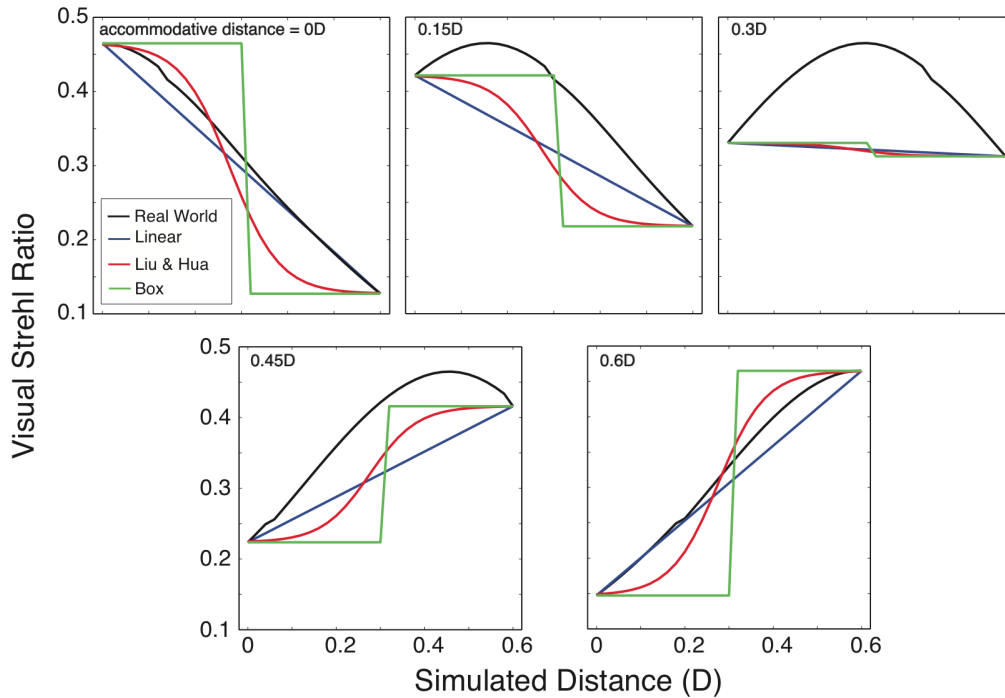 accommodative distance = 0D
0.15D
0.3D
0.5
0.4
0.3
0.2
0.1
Real World
Linear
Liu & Hua
Box
Visual Strehl Ratio
0.45D
0.6D
0.5
0.4
0.3
0.2
0.1
0 0.2 0.4 0.6
0 0.2 0.4 0.6
Simulated Distance (D)